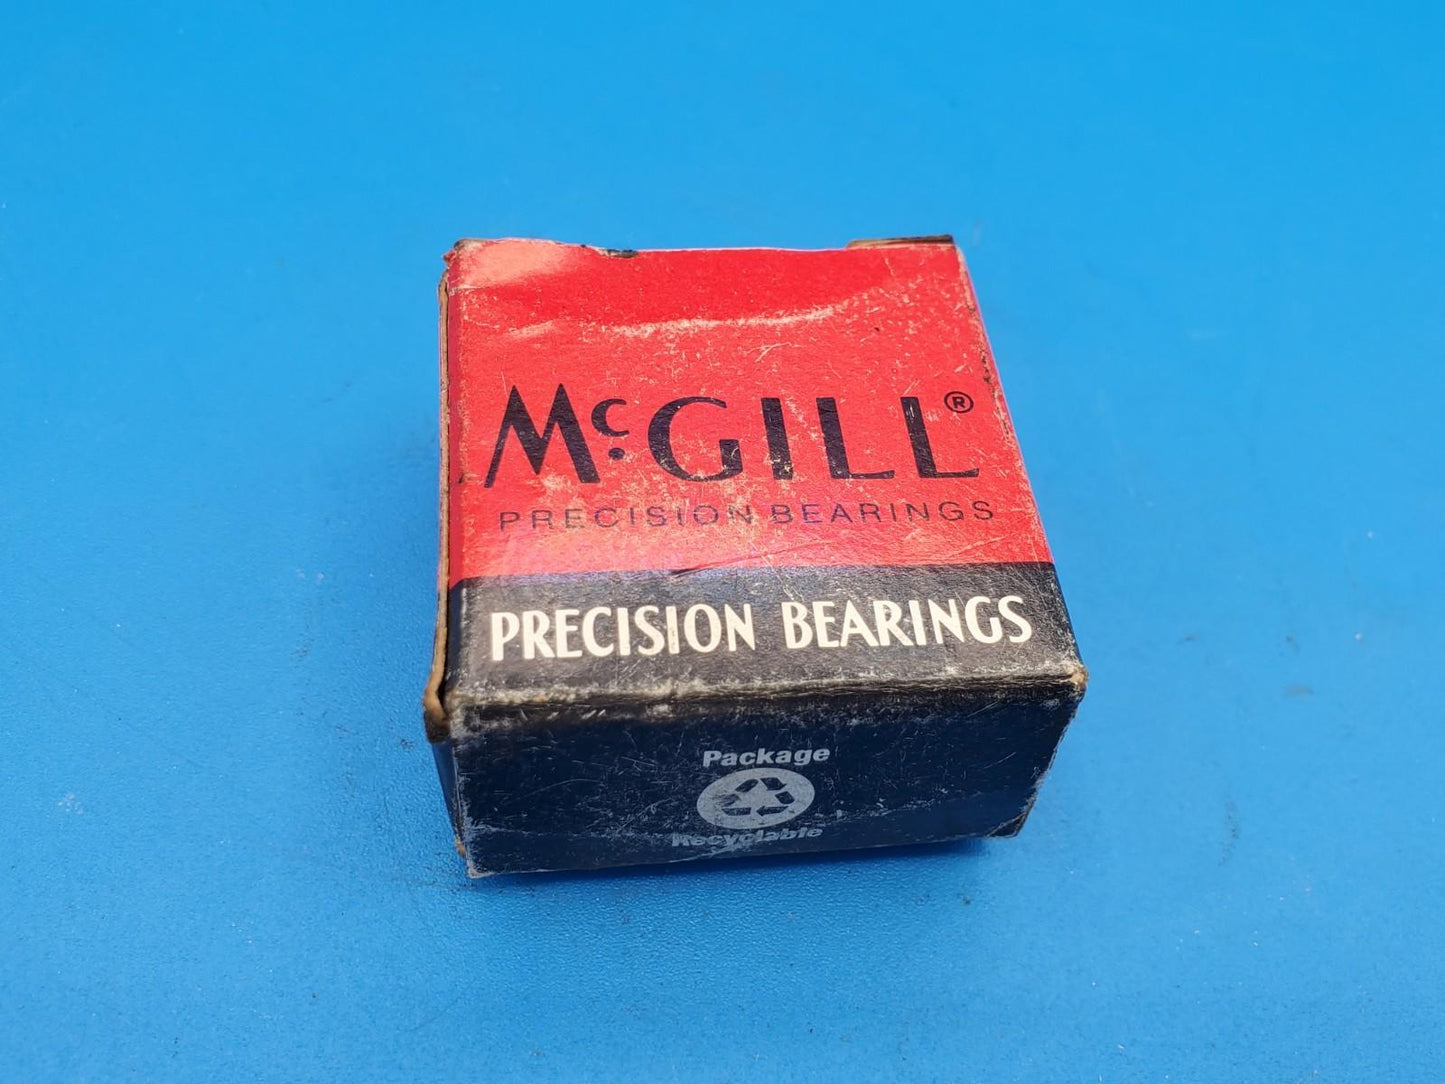 McGILL®
PRECISION BEARINGS
PRECISION BEARINGS
Package
Recyclable